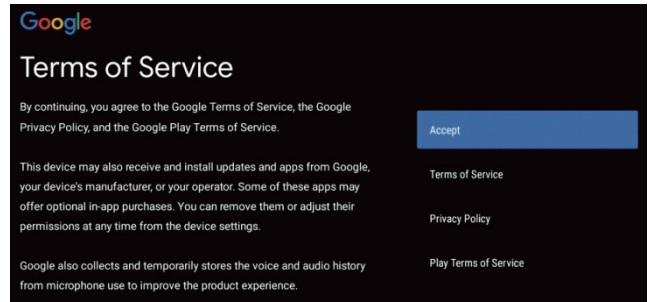 Google
Terms of Service
By continuing, you agree to the Google Terms of Service, the Google
Privacy Policy, and the Google Play Terms of Service.
This device may also receive and install updates and apps from Google,
your device's manufacturer, or your operator. Some of these apps may
offer optional in-app purchases. You can remove them or adjust their
permissions at any time from the device settings.
Google also collects and temporarily stores the voice and audio history
from microphone use to improve the product experience.
Accept
Terms of Service
Privacy Policy
Play Terms of Service